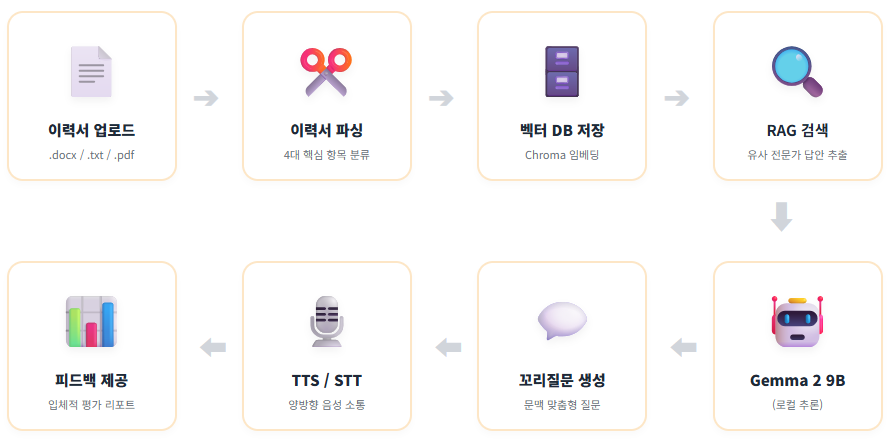 이력서 업로드
.docx / .txt / .pdf
이력서 파싱
4대 핵심 항목 분류
벡터 DB 저장
Chroma 임베딩
RAG 검색
유사 전문가 답안 추출
Gemma 2 9B
(로컬 추론)
꼬리질문 생성
문맥 맞춤형 질문
TTS / STT
양방향 음성 소통
피드백 제공
입체적 평가 리포트